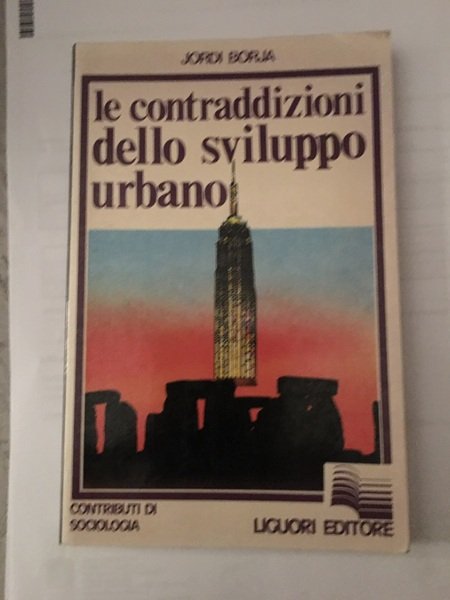 JORDI BORJA
le contraddizioni
dello sviluppo
urbano
CONTRIBUTI DI
SOCIOLOGIA
LIGUORI EDITORE